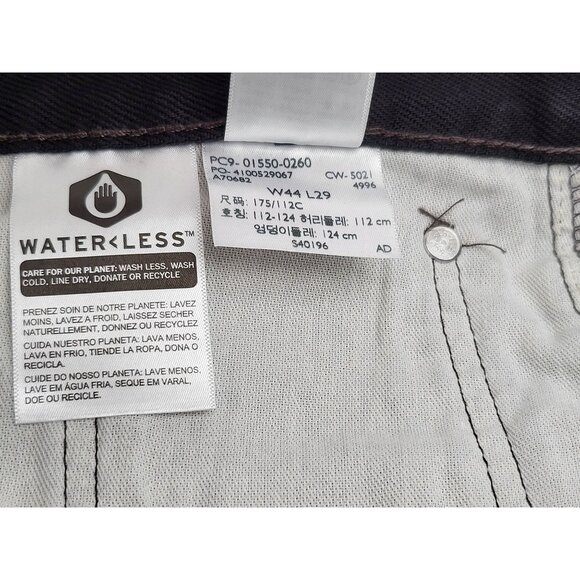 WATER<LESS™
CARE FOR OUR PLANET: WASH LESS, WASH
COLD, LINE DRY, DONATE OR RECYCLE
PRENEZ SOIN DE NOTRE PLANETE: LAVEZ
MOINS, LAVEZ A FROID, LAISSEZ SECHER
NATURELLEMENT, DONNEZ OU RECYCLEZ
CUIDA NUESTRO PLANETA: LAVA MENOS,
LAVA EN FRIO, TIENDE LA ROPA, DONA O
RECICLA.
CUIDE DO NOSSO PLANETA: LAVE MENOS,
LAVE EM ÁGUA FRIA, SEQUE EM VARAL,
DOE OU RECICLE.
PC9- 01550-0260
PO- 4100529067 CW- 5021
A70682 4996
W44 L29
尺码: 175/112C
호칭: 112-124 허리둘레: 112 cm
엉덩이둘레: 124 cm
S40196 AD